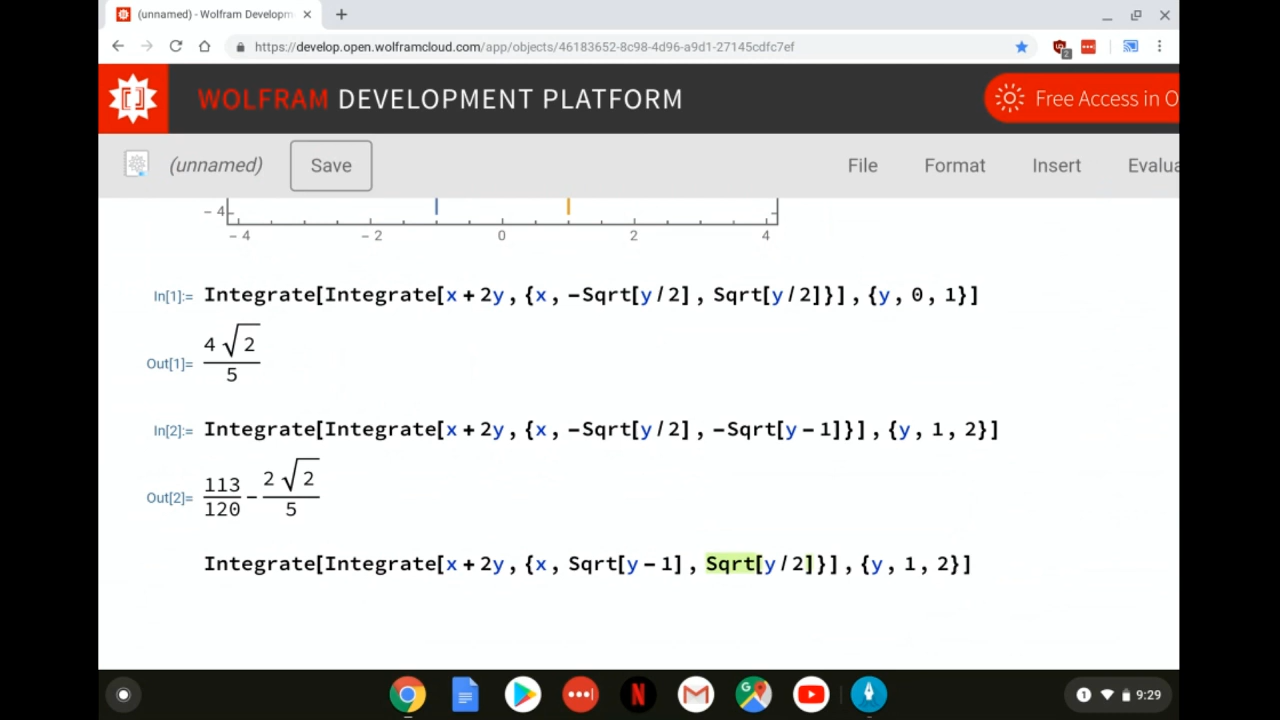 (unnamed) - Wolfram Developm
https://develop.open.wolframcloud.com/app/objects/46183652-8c98-4d96-a9d1-27145cdfc7ef
2
WOLFRAM DEVELOPMENT PLATFORM
Free Access in O
(unnamed) Save File Format Insert Evalua
-4
-4 -2 0 2 4
In[1]:= Integrate[Integrate[x+2y,{x,-Sqrt[y/2],Sqrt[y/2]}],{y,0,1}]
Out[1]= 4√2
5
In[2]:= Integrate[Integrate[x+2y,{x,-Sqrt[y/2],-Sqrt[y-1]}],{y,1,2}]
Out[2]= 113 - 2√2
120 5
Integrate[Integrate[x+2y,{x,Sqrt[y-1],Sqrt[y/2]}],{y,1,2}]
N
1 9:29